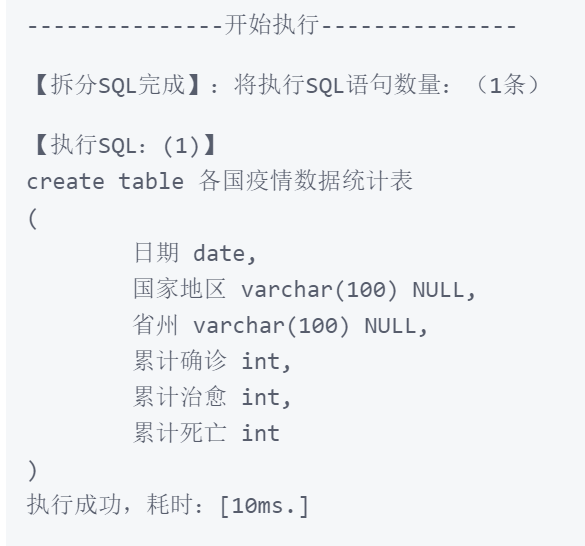 ---------------开始执行---------------
【拆分SQL完成】：将执行SQL语句数量：（1条）
【执行SQL：(1)】
create table 各国疫情数据统计表
(
日期 date,
国家地区 varchar(100) NULL,
省州 varchar(100) NULL,
累计确诊 int,
累计治愈 int,
累计死亡 int
)
执行成功，耗时：[10ms.]